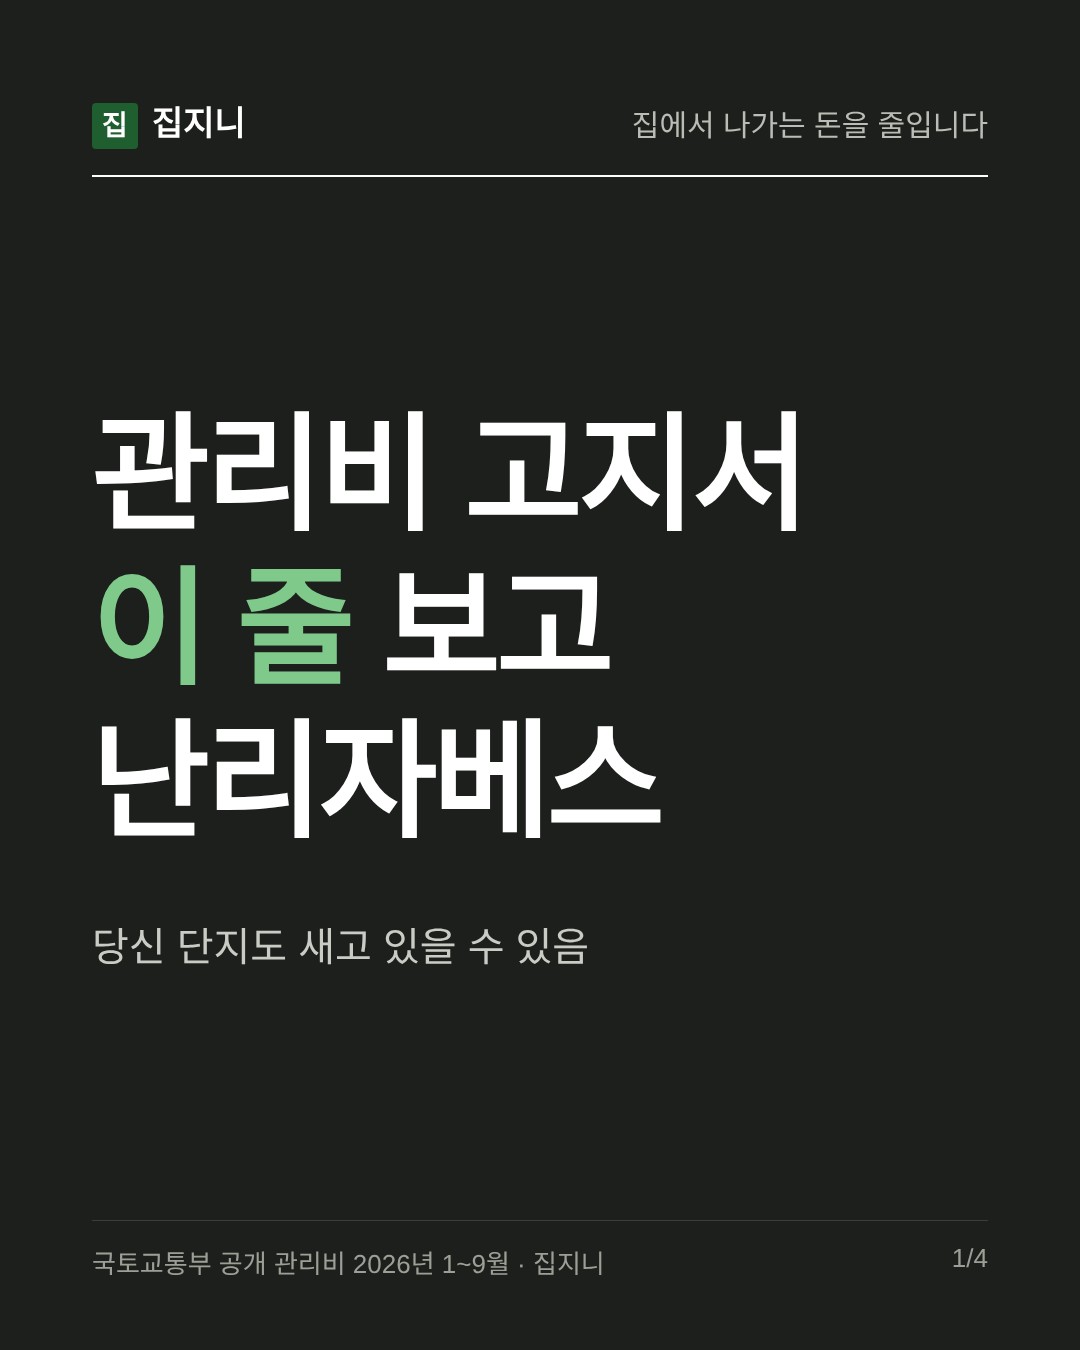 집 집지니
집에서 나가는 돈을 줄입니다
관리비 고지서
이 줄 보고
난리자베스
당신 단지도 새고 있을 수 있음
국토교통부 공개 관리비 2026년 1~9월 · 집지니
1/4